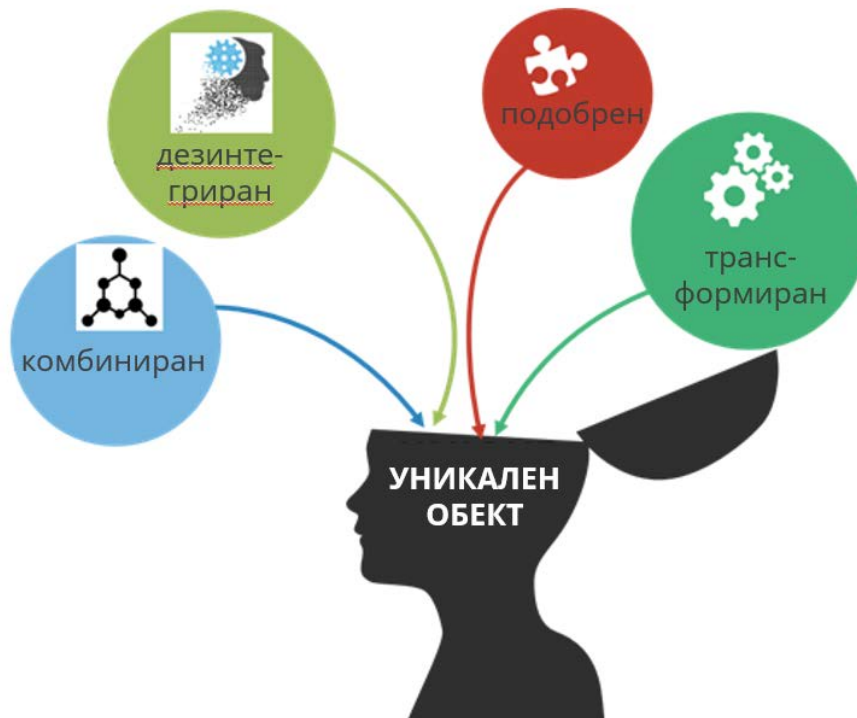 дезинте-
гриран
подобрен
транс-
формиран
комбиниран
УНИКАЛЕН
ОБЕКТ